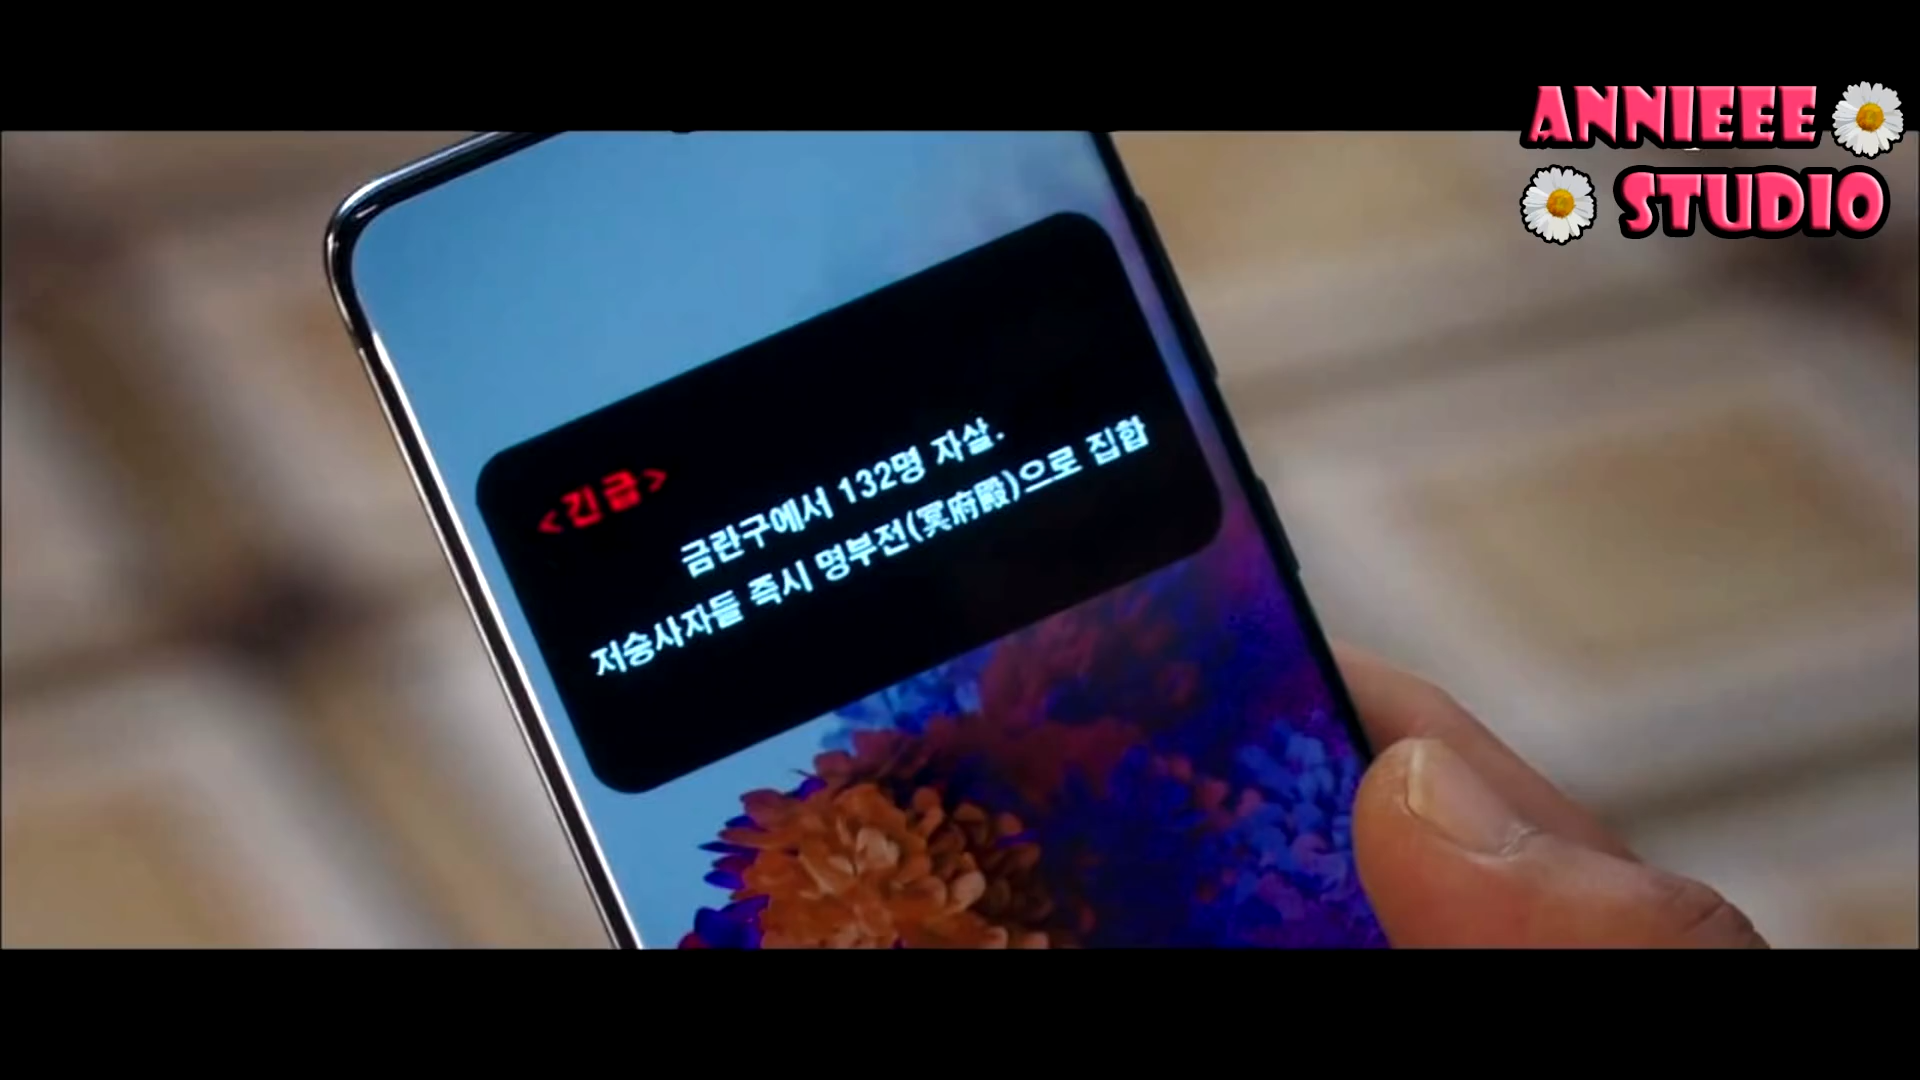 ANNIEEE
STUDIO
<긴급>
금란구에서 132명 자살.
저승사자들 즉시 명부전(冥府殿)으로 집합